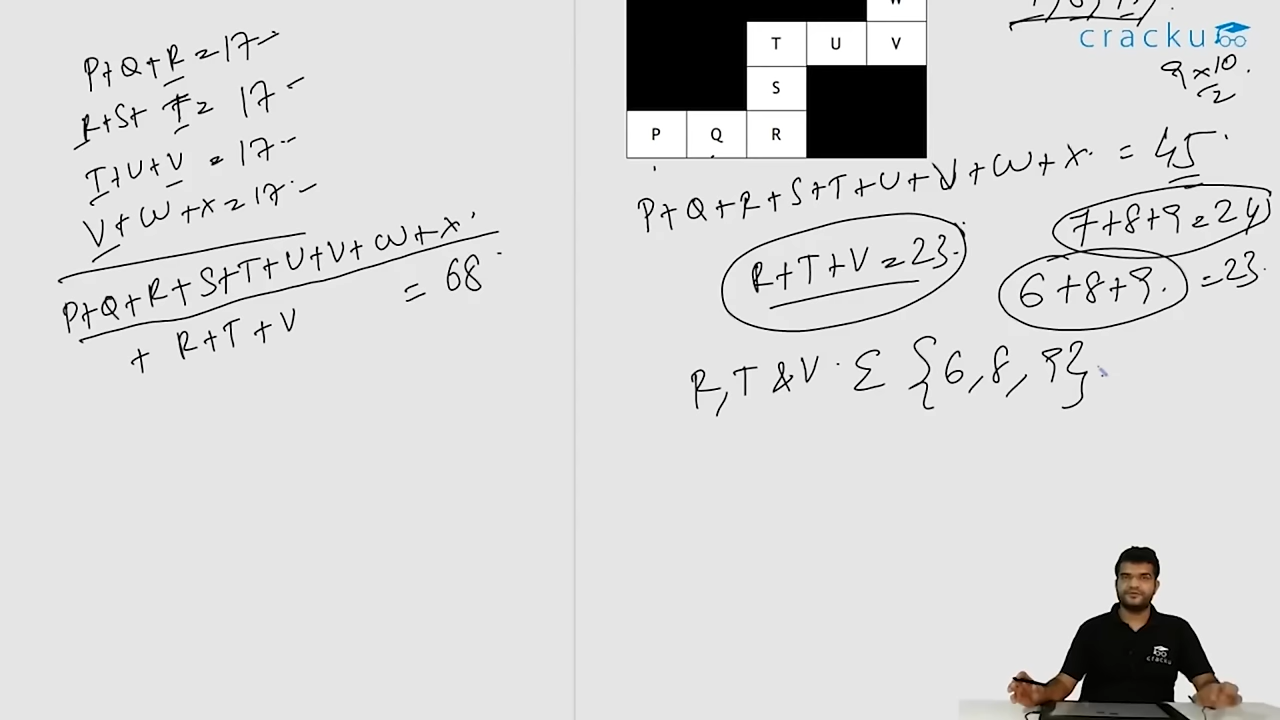 P+Q+R=17
R+S+T=17
T+U+V=17
V+W+X=17
P+Q+R+S+T+U+V+W+X
+ R+T+V
= 68
W
T U V
S
P Q R
cracku
9×10
2
P+Q+R+S+T+U+V+W+X = 45
R+T+V=23
7+8+9=24
6+8+9 =23
R,T &V Σ {6,8,9}
cracku